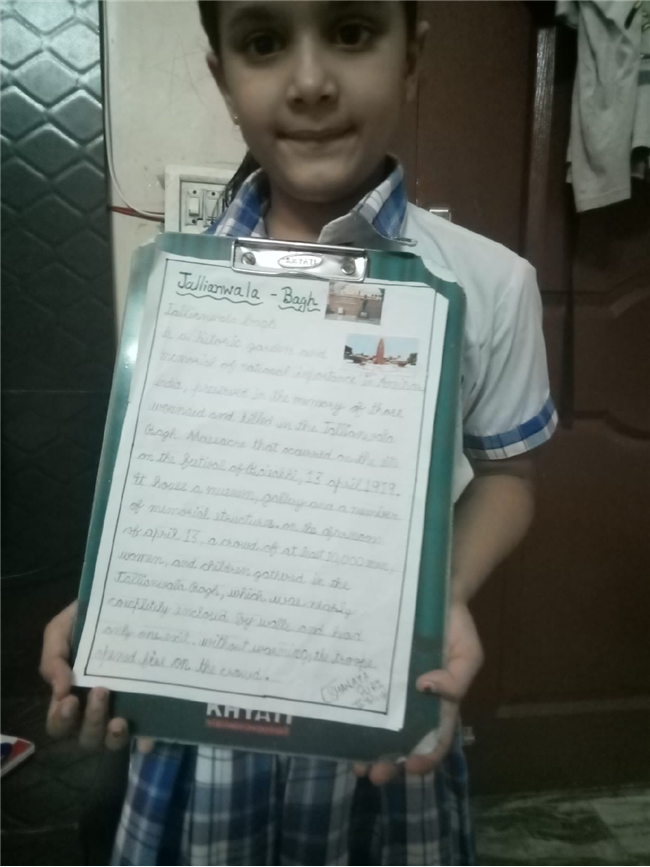 KHYATI
Jallianwala - Bagh
Jallianwala Bagh
is a historic garden and
memorial of national importance in Amritsar,
India, preserved in the memory of those
wounded and killed in the Jallianwala
Bagh Massacre that occurred on the site
on the festival of Baisakhi, 13 april 1919.
It house a museum, gallery and a number
of memorial structures. on the afternoon
of april 13, a crowd of at least 10,000 men,
women, and children gathered in the
Jallianwala Bagh, which was nearly
completely enclosed by walls and had
only one exit. without warning, the troops
opened fire on the crowd.
KHYATI